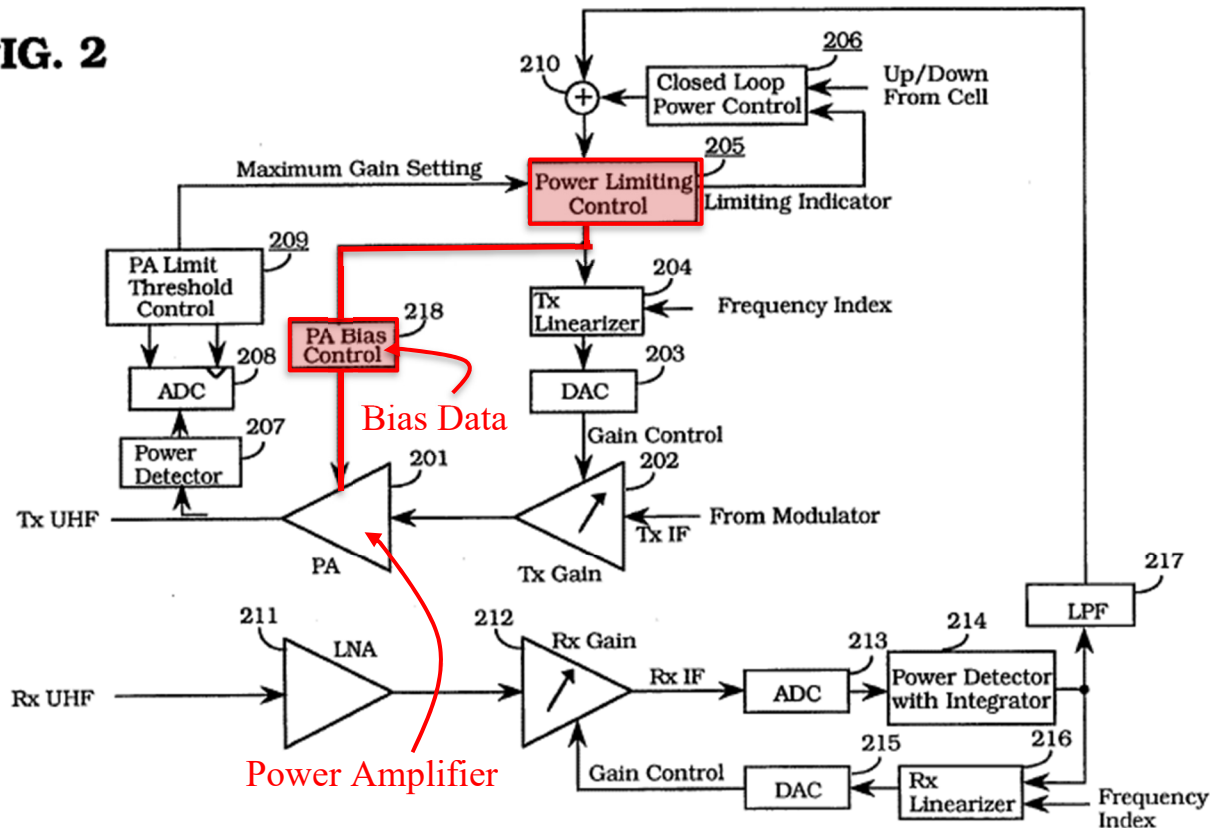 IG. 2
206
210
Closed Loop
Power Control
Up/Down
From Cell
205
Maximum Gain Setting
Power Limiting
Control
Limiting Indicator
209
PA Limit
Threshold
Control
204
Tx
Linearizer
Frequency Index
218
PA Bias
Control
208
ADC
203
DAC
Bias Data
207
Power
Detector
Gain Control
201
202
Tx UHF
From Modulator
Tx IF
PA
Tx Gain
217
LPF
211
LNA
212
Rx Gain
214
213
Rx IF
Power Detector
with Integrator
ADC
Rx UHF
215
216
Power Amplifier
Gain Control
DAC
Rx
Linearizer
Frequency
Index